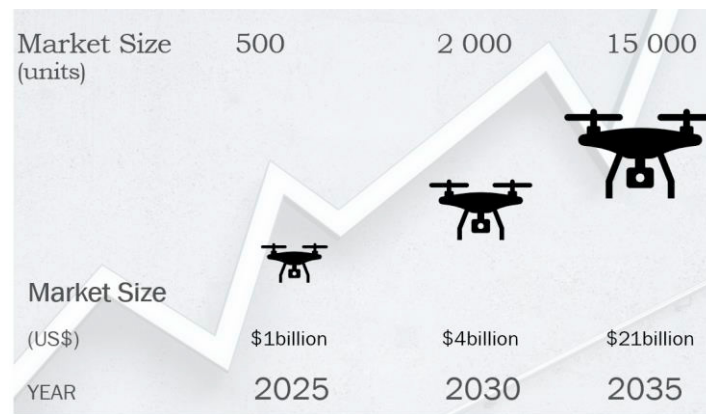 Market Size 500 2 000 15 000
(units)
Market Size
(US$) $1billion $4billion $21billion
YEAR 2025 2030 2035